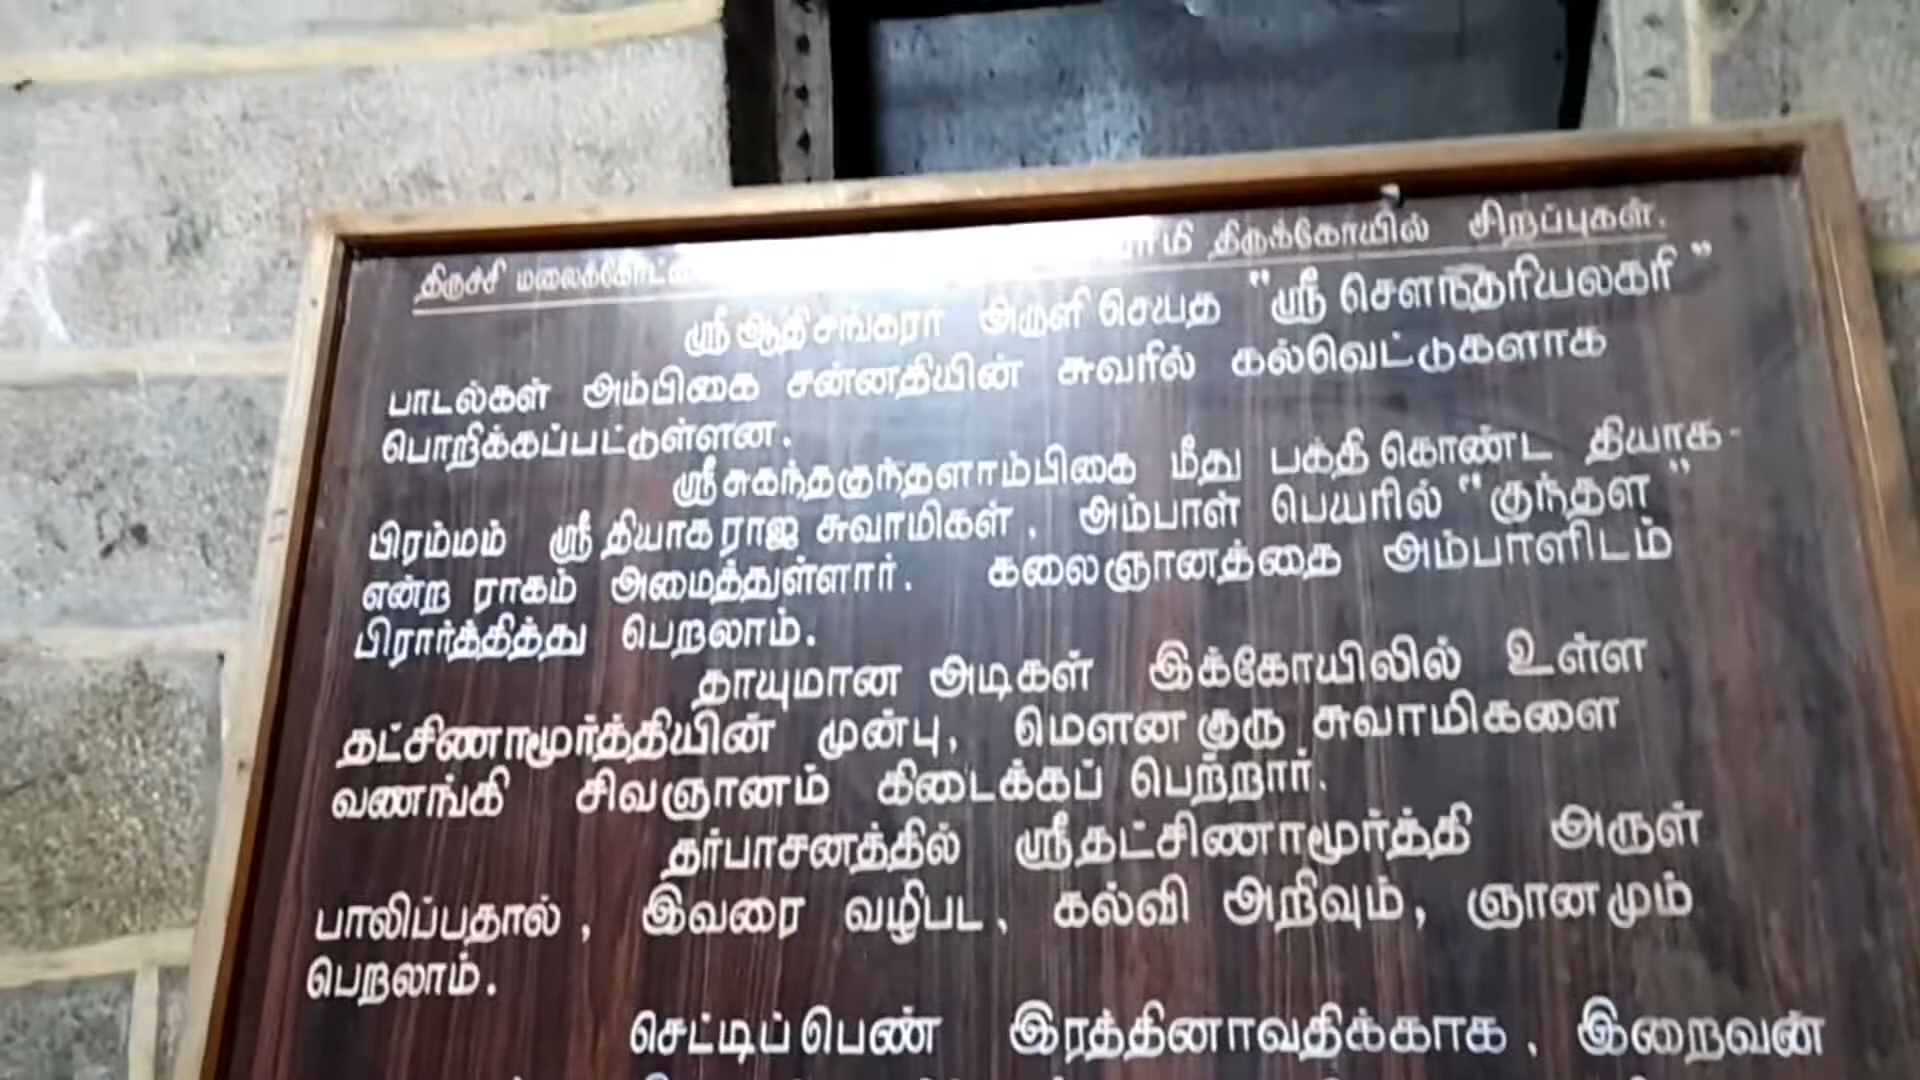 திருச்சி மலைக்கோட்டை திருக்கோயில் சிறப்புகள்.
ஸ்ரீ ஆதிசங்கரர் அருளி செய்த "ஸ்ரீ சௌந்தரியலகரி"
பாடல்கள் அம்பிகை சன்னதியின் சுவரில் கல்வெட்டுகளாக
பொறிக்கப்பட்டுள்ளன.
ஸ்ரீசுகந்தகுந்தளாம்பிகை மீது பக்தி கொண்ட தியாக-
பிரம்மம் ஸ்ரீ தியாகராஜ சுவாமிகள், அம்பாள் பெயரில் "குந்தள"
என்ற ராகம் அமைத்துள்ளார். கலைஞானத்தை அம்பாளிடம்
பிரார்த்தித்து பெறலாம்.
தாயுமான அடிகள் இக்கோயிலில் உள்ள
தட்சிணாமூர்த்தியின் முன்பு, மௌன குரு சுவாமிகளை
வணங்கி சிவஞானம் கிடைக்கப் பெற்றார்.
தர்பாசனத்தில் ஸ்ரீதட்சிணாமூர்த்தி அருள்
பாலிப்பதால், இவரை வழிபட, கல்வி அறிவும், ஞானமும்
பெறலாம்.
செட்டிப் பெண் இரத்தினாவதிக்காக, இறைவன்